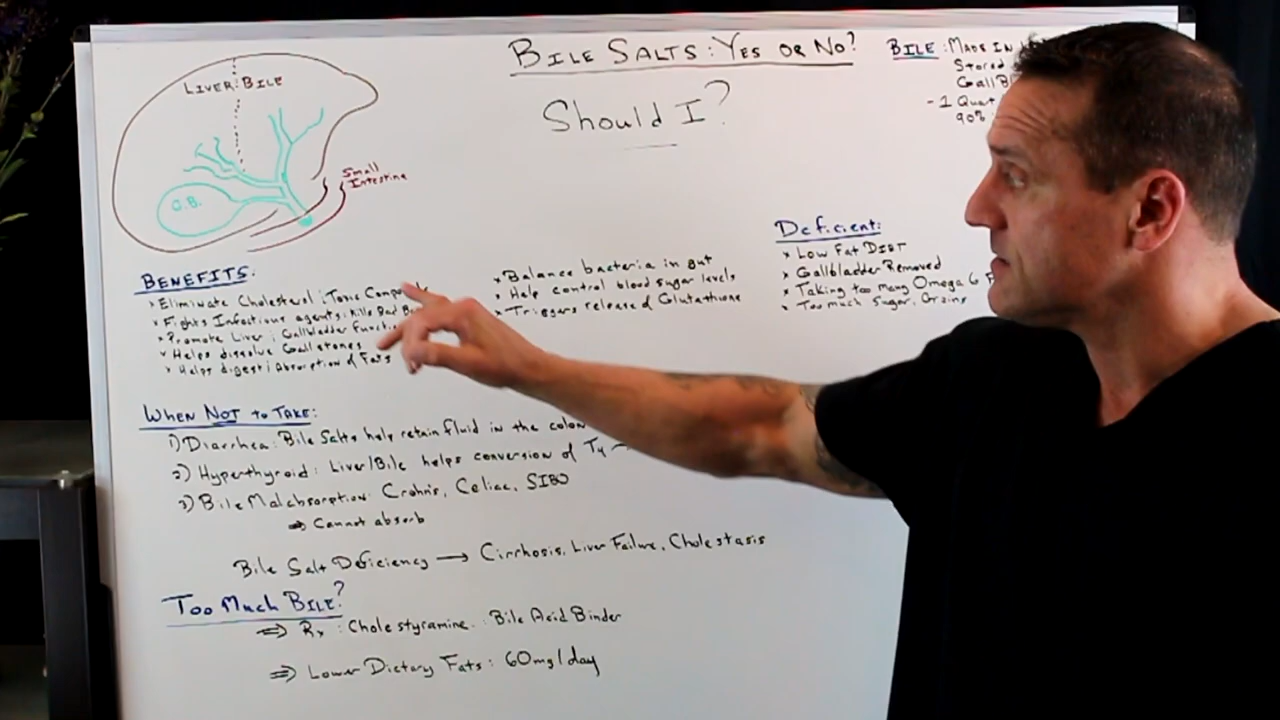 BILE SALTS: YES OR NO?
Should I?
BILE: MADE IN
Stored
GallBl
- 1 Quar
90%
LIVER: BILE
Small
Intestine
G.B.
BENEFITS:
× Eliminate Cholesterol; Toxic Comp
× Fights Infectious agents: Kills Bad B
× Promote Liver; Gallbladder Functi
× Helps dissolve Gallstones
× Helps digest; Absorption of Fats
× Balance bacteria in gut
× Help control blood sugar levels
× Triggers release of Glutathione
Deficient:
× Low Fat DIET
× Gallbladder Removed
× Taking too many Omega 6 F
× Too much Sugar, Grains
WHEN NOT TO TAKE:
1) Diarrhea: Bile Salts help retain fluid in the colon
2) Hyperthyroid: Liver/Bile helps conversion of T4 →
3) Bile Malabsorption: Crohn's, Celiac, SIBO
⇒ Cannot absorb
Bile Salt Deficiency → Cirrhosis, Liver Failure, Cholestasis
TOO MUCH BILE?
⇒ Rx: Cholestyramine: Bile Acid Binder
⇒ Lower Dietary Fats: 60mg/day